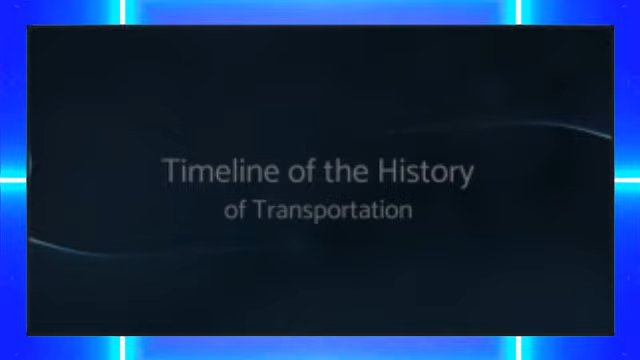 Timeline of the History
of Transportation